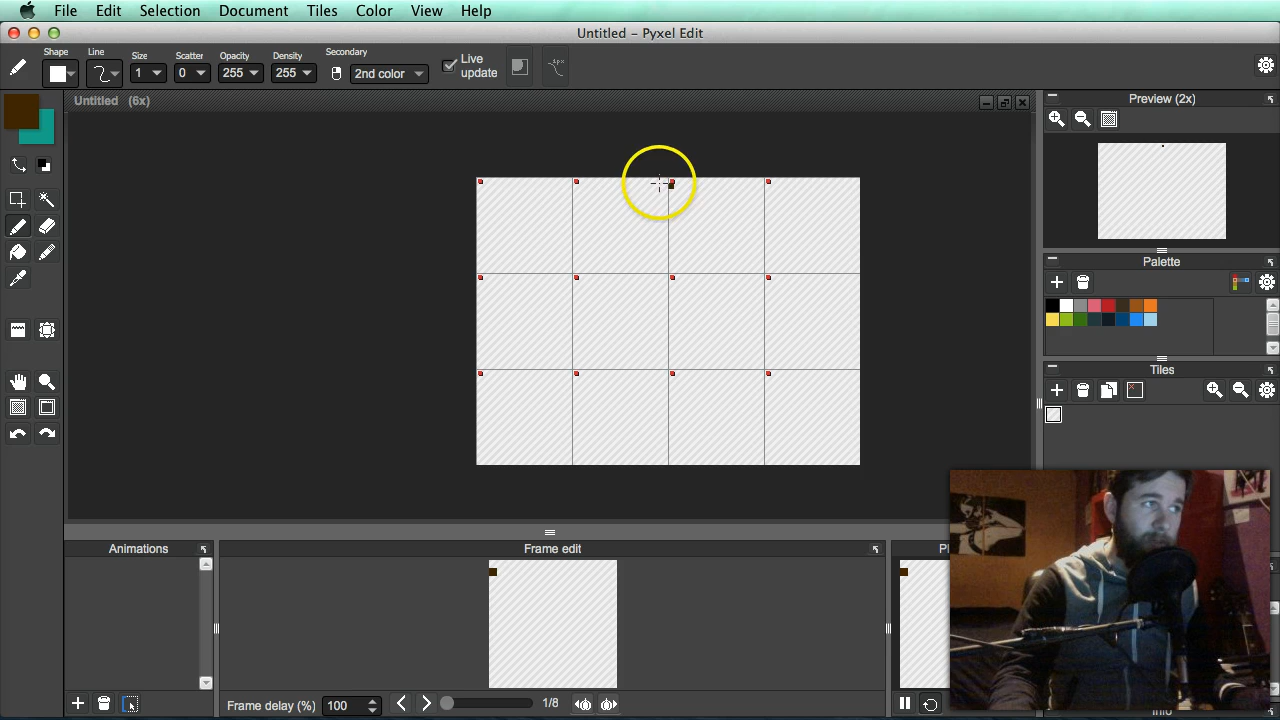 File Edit Selection Document Tiles Color View Help
Untitled - Pyxel Edit
Shape Line Size Scatter Opacity Density Secondary
1 0 255 255 2nd color Live update
Untitled (6x)
Preview (2x)
Palette
Tiles
Animations Frame edit
Frame delay (%) 100 1/8
Info